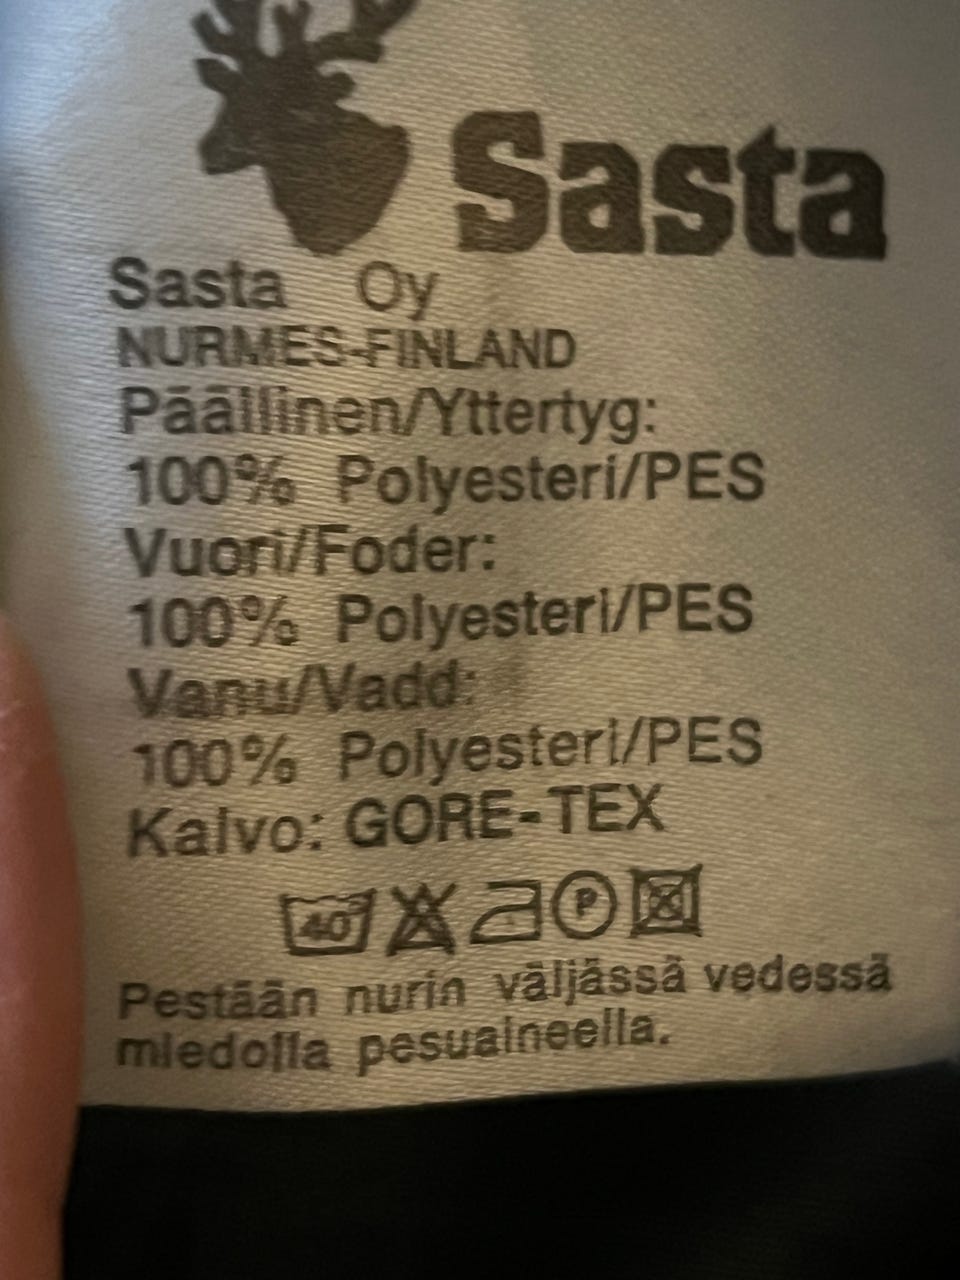 Sasta
Sasta Oy
NURMES-FINLAND
Päällinen/Yttertyg:
100% Polyesteri/PES
Vuori/Foder:
100% Polyesteri/PES
Vanu/Vadd:
100% Polyesteri/PES
Kalvo: GORE-TEX
40° P
Pestään nurin väljässä vedessä
miedolla pesuaineella.